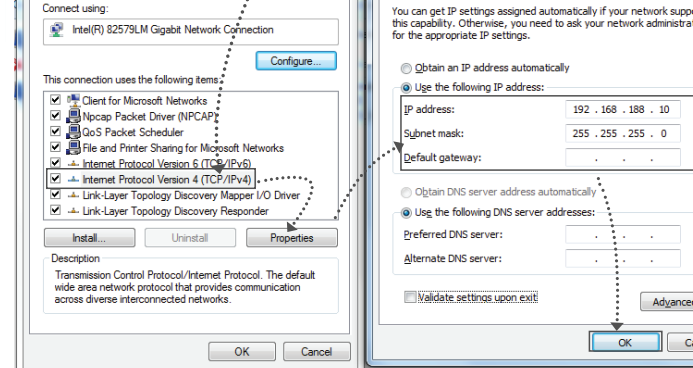 Connect using:
Intel(R) 82579LM Gigabit Network Connection
Configure...
This connection uses the following items:
Client for Microsoft Networks
Npcap Packet Driver (NPCAP)
QoS Packet Scheduler
File and Printer Sharing for Microsoft Networks
Internet Protocol Version 6 (TCP/IPv6)
Internet Protocol Version 4 (TCP/IPv4)
Link-Layer Topology Discovery Mapper I/O Driver
Link-Layer Topology Discovery Responder
Install...
Uninstall
Properties
Description
Transmission Control Protocol/Internet Protocol. The default
wide area network protocol that provides communication
across diverse interconnected networks.
OK
Cancel
You can get IP settings assigned automatically if your network
this capability. Otherwise, you need to ask your network
for the appropriate IP settings.
Obtain an IP address automatically
Use the following IP address:
IP address:
192 . 168 . 188 . 10
Subnet mask:
255 . 255 . 255 . 0
Default gateway:
. . .
Obtain DNS server address automatically
Use the following DNS server addresses:
Preferred DNS server:
. . .
Alternate DNS server:
. . .
Validate settings upon exit
Advanced
OK